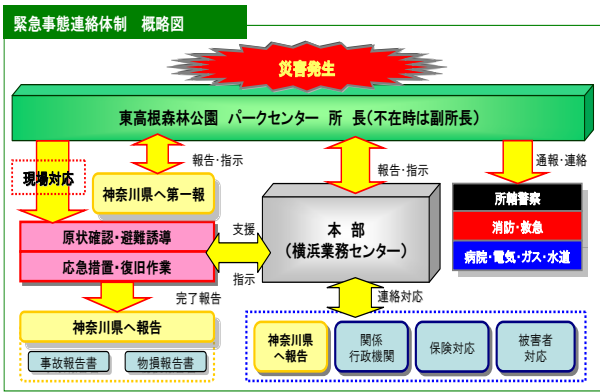 緊急事態連絡体制 概略図
災害発生
東高根森林公園 パークセンター 所 長(不在時は副所長)
現場対応
報告・指示
報告・指示
通報・連絡
神奈川県へ第一報
所轄警察
消防・救急
病院・電気・ガス・水道
原状確認・避難誘導
応急措置・復旧作業
支援
指示
本 部
(横浜業務センター)
完了報告
連絡対応
神奈川県へ報告
事故報告書
物損報告書
神奈川県
へ報告
関係
行政機関
保険対応
被害者
対応